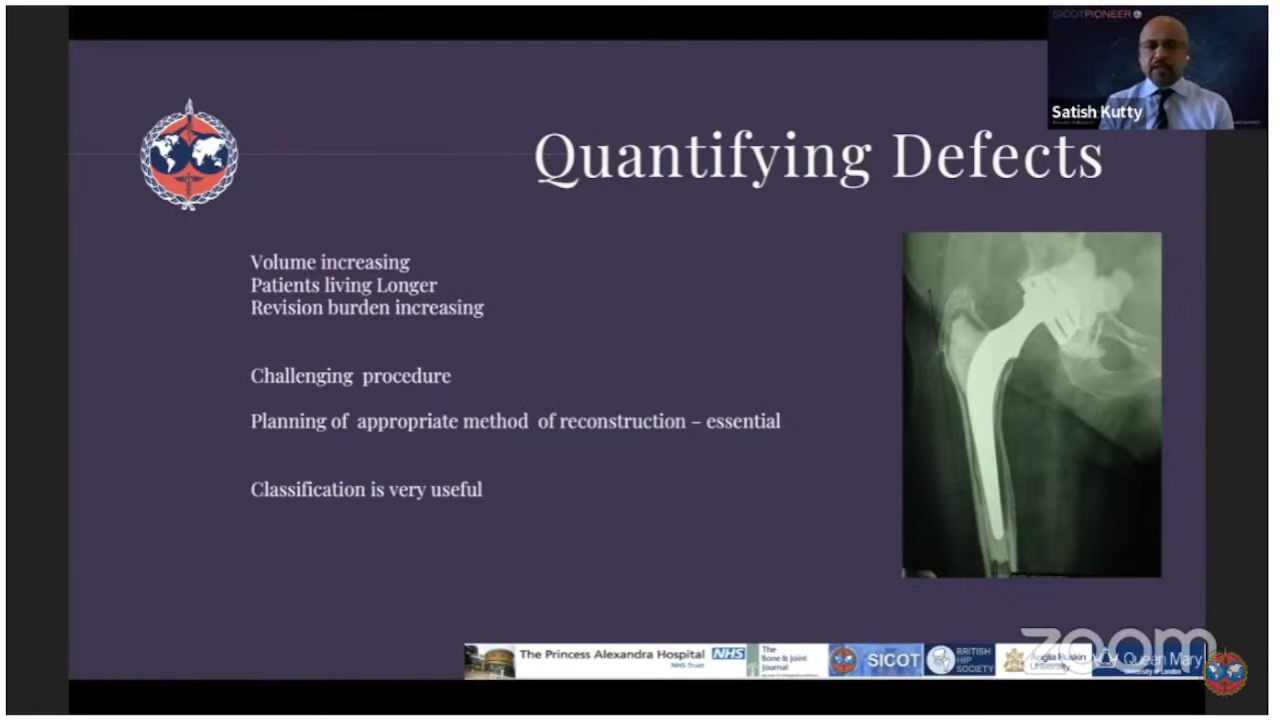 SICOTPIONEER
Satish Kutty
Quantifying Defects
Volume increasing
Patients living Longer
Revision burden increasing
Challenging procedure
Planning of appropriate method of reconstruction – essential
Classification is very useful
zoom
The Princess Alexandra Hospital NHS
NHS Trust
The
Bone & Joint
Journal
SICOT
BRITISH
HIP
SOCIETY
Anglia Ruskin
University
Queen Mary
University of London